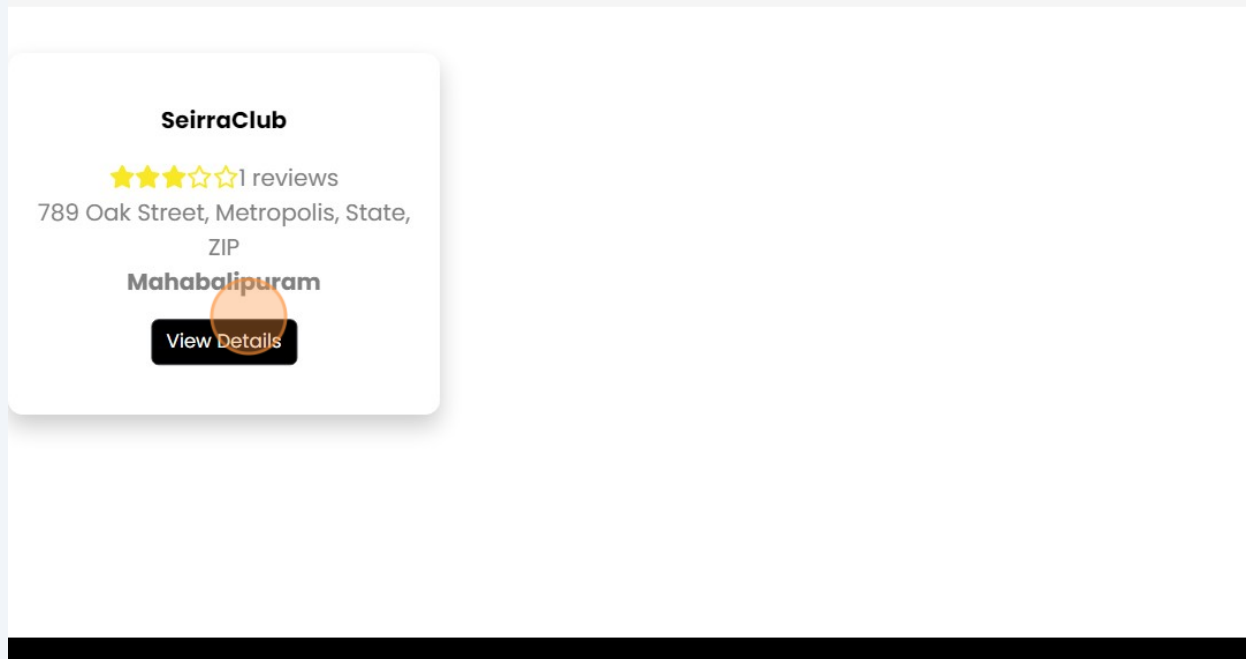 SeirraClub
1 reviews
789 Oak Street, Metropolis, State,
ZIP
Mahabalipuram
View Details